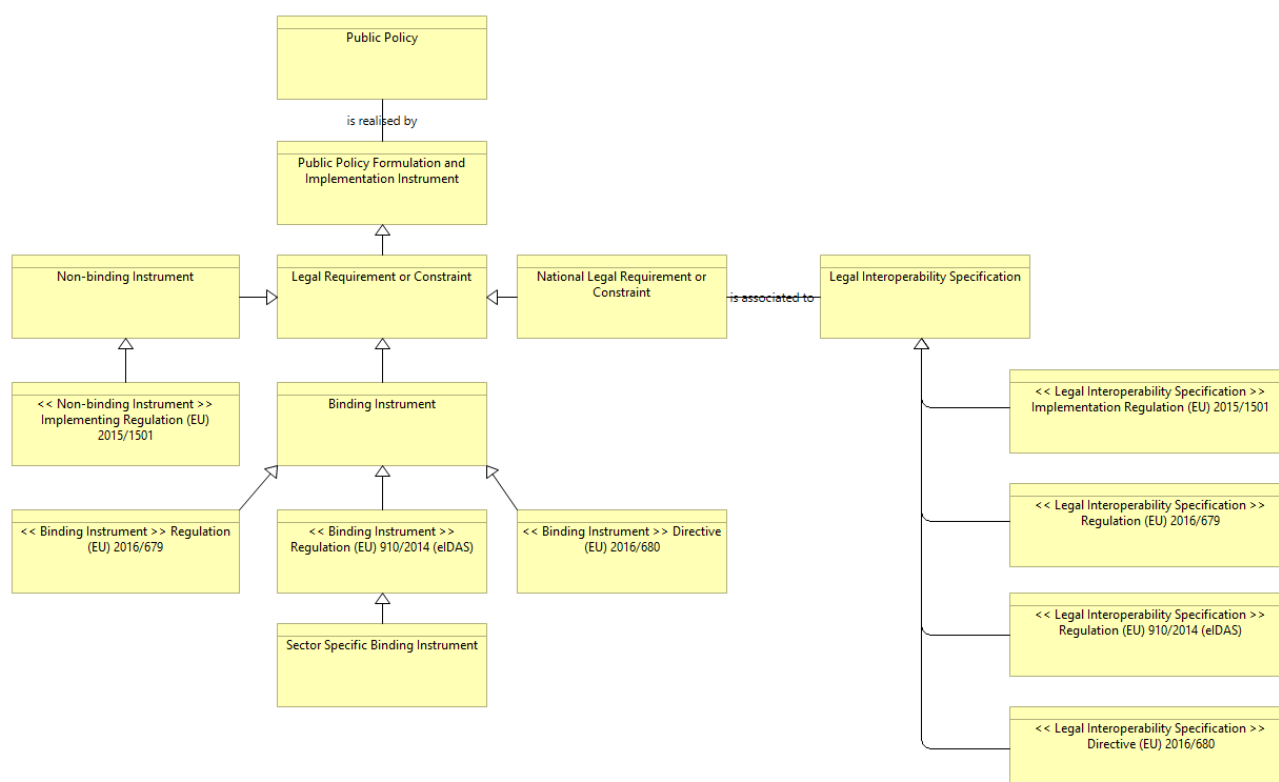 Public Policy
is realised by
Public Policy Formulation and
Implementation Instrument
Non-binding Instrument
Legal Requirement or Constraint
National Legal Requirement or
Constraint
is associated to
Legal Interoperability Specification
<< Non-binding Instrument >>
Implementing Regulation (EU)
2015/1501
Binding Instrument
<< Legal Interoperability Specification >>
Implementation Regulation (EU) 2015/1501
<< Binding Instrument >> Regulation
(EU) 2016/679
<< Binding Instrument >>
Regulation (EU) 910/2014 (eIDAS)
<< Binding Instrument >> Directive
(EU) 2016/680
<< Legal Interoperability Specification >>
Regulation (EU) 2016/679
Sector Specific Binding Instrument
<< Legal Interoperability Specification >>
Regulation (EU) 910/2014 (eIDAS)
<< Legal Interoperability Specification >>
Directive (EU) 2016/680